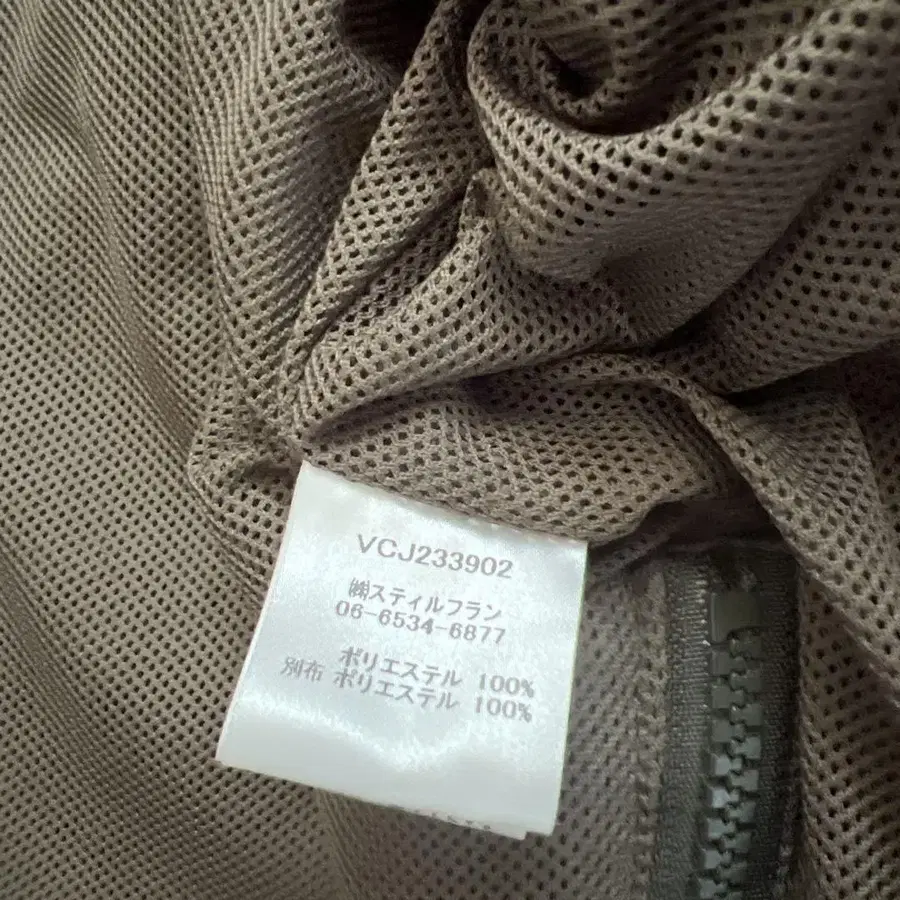 VCJ233902
㈱スティルフラン
06-6534-6877
ポリエステル 100%
別布 ポリエステル 100%